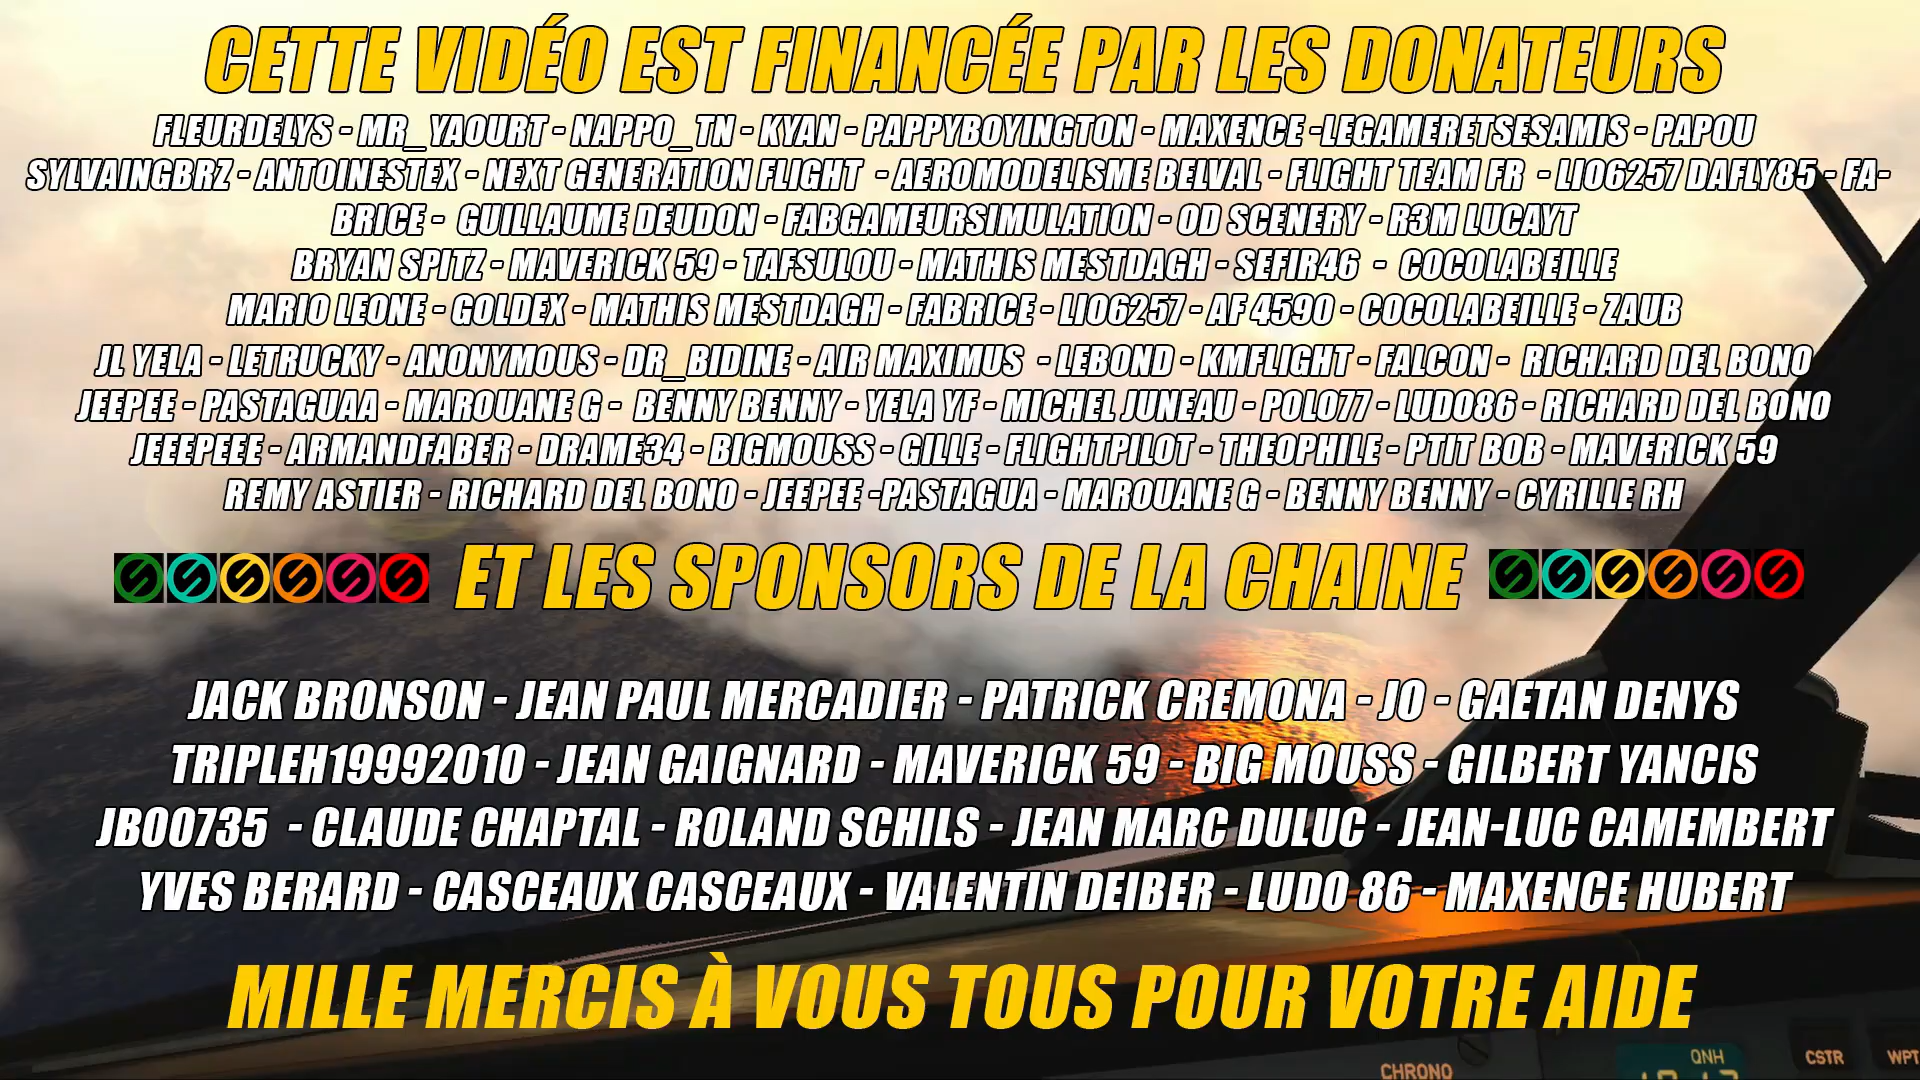 CETTE VIDÉO EST FINANCÉE PAR LES DONATEURS
FLEURDELYS - MR_YAOURT - NAPPO_TN - KYAN - PAPPYBOYINGTON - MAXENCE -LEGAMERETSESAMIS - PAPOU
SYLVAINGBRZ - ANTOINESTEX - NEXT GENERATION FLIGHT - AEROMODELISME BELVAL - FLIGHT TEAM FR - LIO6257 DAFLY85 - FA-
BRICE - GUILLAUME DEUDON - FABGAMEURSIMULATION - OD SCENERY - R3M LUCAYT
BRYAN SPITZ - MAVERICK 59 - TAFSULOU - MATHIS MESTDAGH - SEFIR46 - COCOLABEILLE
MARIO LEONE - GOLDEX - MATHIS MESTDAGH - FABRICE - LIO6257 - AF 4590 - COCOLABEILLE - ZAUB
JL YELA - LETRUCKY - ANONYMOUS - DR_BIDINE - AIR MAXIMUS - LEBOND - KMFLIGHT - FALCON - RICHARD DEL BONO
JEEPEE - PASTAGUAA - MAROUANE G - BENNY BENNY - YELA YF - MICHEL JUNEAU - POLO77 - LUDO86 - RICHARD DEL BONO
JEEEPEEE - ARMANDFABER - DRAME34 - BIGMOUSS - GILLE - FLIGHTPILOT - THEOPHILE - PTIT BOB - MAVERICK 59
REMY ASTIER - RICHARD DEL BONO - JEEPEE -PASTAGUA - MAROUANE G - BENNY BENNY - CYRILLE RH
ET LES SPONSORS DE LA CHAINE
JACK BRONSON - JEAN PAUL MERCADIER - PATRICK CREMONA - JO - GAETAN DENYS
TRIPLEH19992010 - JEAN GAIGNARD - MAVERICK 59 - BIG MOUSS - GILBERT YANCIS
JB00735 - CLAUDE CHAPTAL - ROLAND SCHILS - JEAN MARC DULUC - JEAN-LUC CAMEMBERT
YVES BERARD - CASCEAUX CASCEAUX - VALENTIN DEIBER - LUDO 86 - MAXENCE HUBERT
MILLE MERCIS À VOUS TOUS POUR VOTRE AIDE
CHRONO QNH CSTR WPT